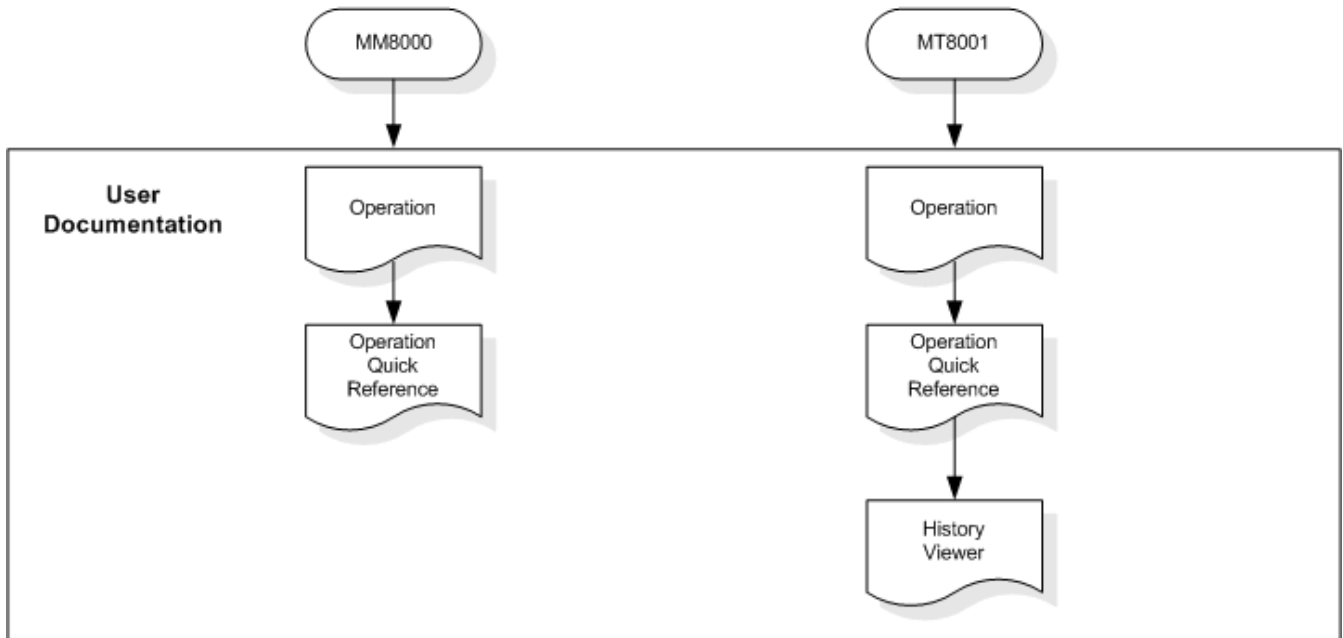 MM8000
MT8001
User
Documentation
Operation
Operation
Operation
Quick
Reference
Operation
Quick
Reference
History
Viewer